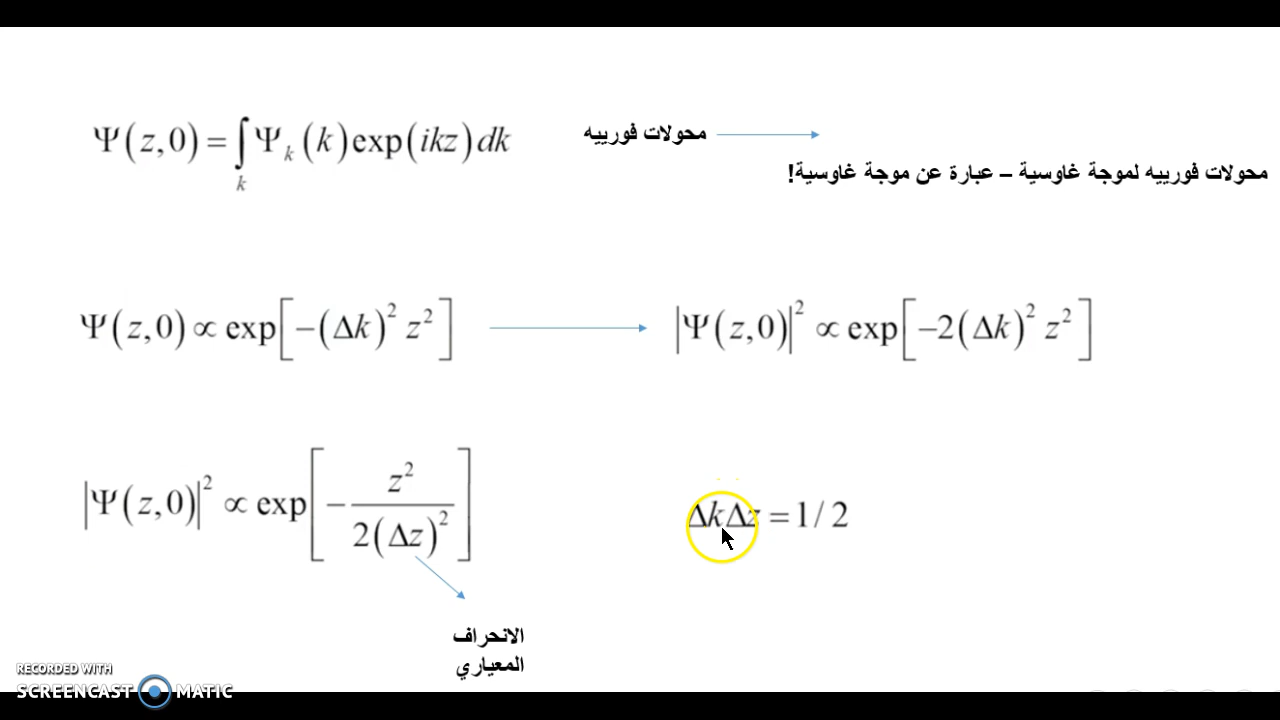 Ψ(z,0) = ∫ₖ Ψₖ(k) exp(ikz) dk
محولات فورييه
محولات فورييه لموجة غاوسية – عبارة عن موجة غاوسية!
Ψ(z,0) ∝ exp[−(Δk)² z²]
|Ψ(z,0)|² ∝ exp[−2(Δk)² z²]
|Ψ(z,0)|² ∝ exp[− z² / 2(Δz)²]
ΔkΔz = 1/2
الانحراف
المعياري
RECORDED WITH
SCREENCAST MATIC